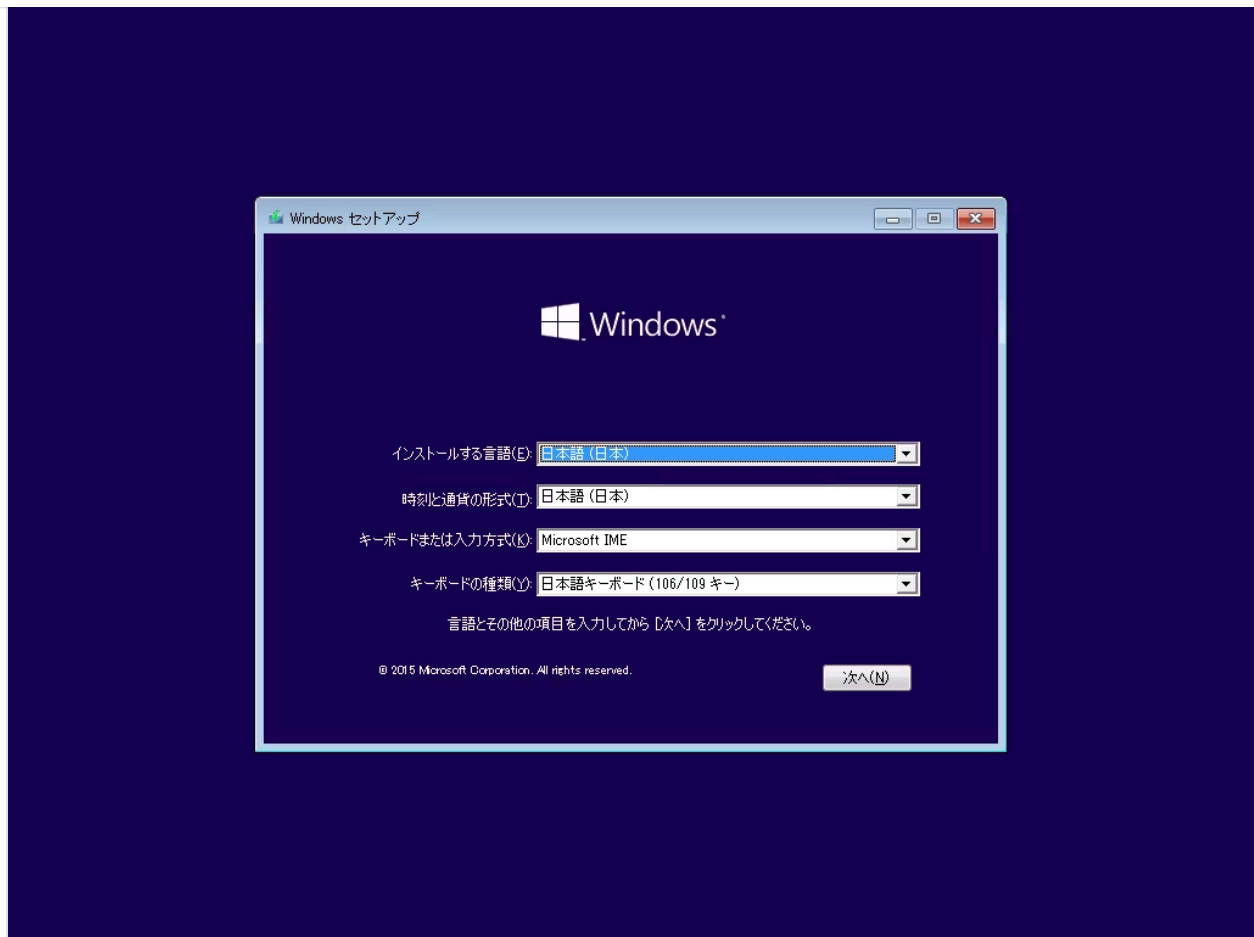 Windows セットアップ
Windows
インストールする言語(E): 日本語 (日本)
時刻と通貨の形式(T): 日本語 (日本)
キーボードまたは入力方式(K): Microsoft IME
キーボードの種類(Y): 日本語キーボード (106/109 キー)
言語とその他の項目を入力してから [次へ] をクリックしてください。
© 2015 Microsoft Corporation. All rights reserved.
次へ(N)